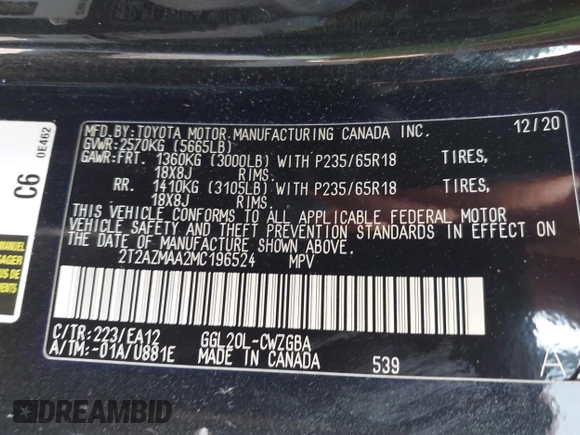 C6
0E462
MFD.BY:TOYOTA MOTOR MANUFACTURING CANADA INC. 12/20
GVWR:2570KG (5665LB)
GAWR:FRT. 1360KG (3000LB) WITH P235/65R18 TIRES,
18X8J RIMS.
RR. 1410KG (3105LB) WITH P235/65R18 TIRES,
18X8J RIMS.
THIS VEHICLE CONFORMS TO ALL APPLICABLE FEDERAL MOTOR
VEHICLE SAFETY AND THEFT PREVENTION STANDARDS IN EFFECT ON
THE DATE OF MANUFACTURE SHOWN ABOVE.
2T2AZMAA2MC196524 MPV
C/TR:223/EA12 GGL20L-CWZGBA
A/TM:-01A/U881E MADE IN CANADA 539 A
DREAMBID